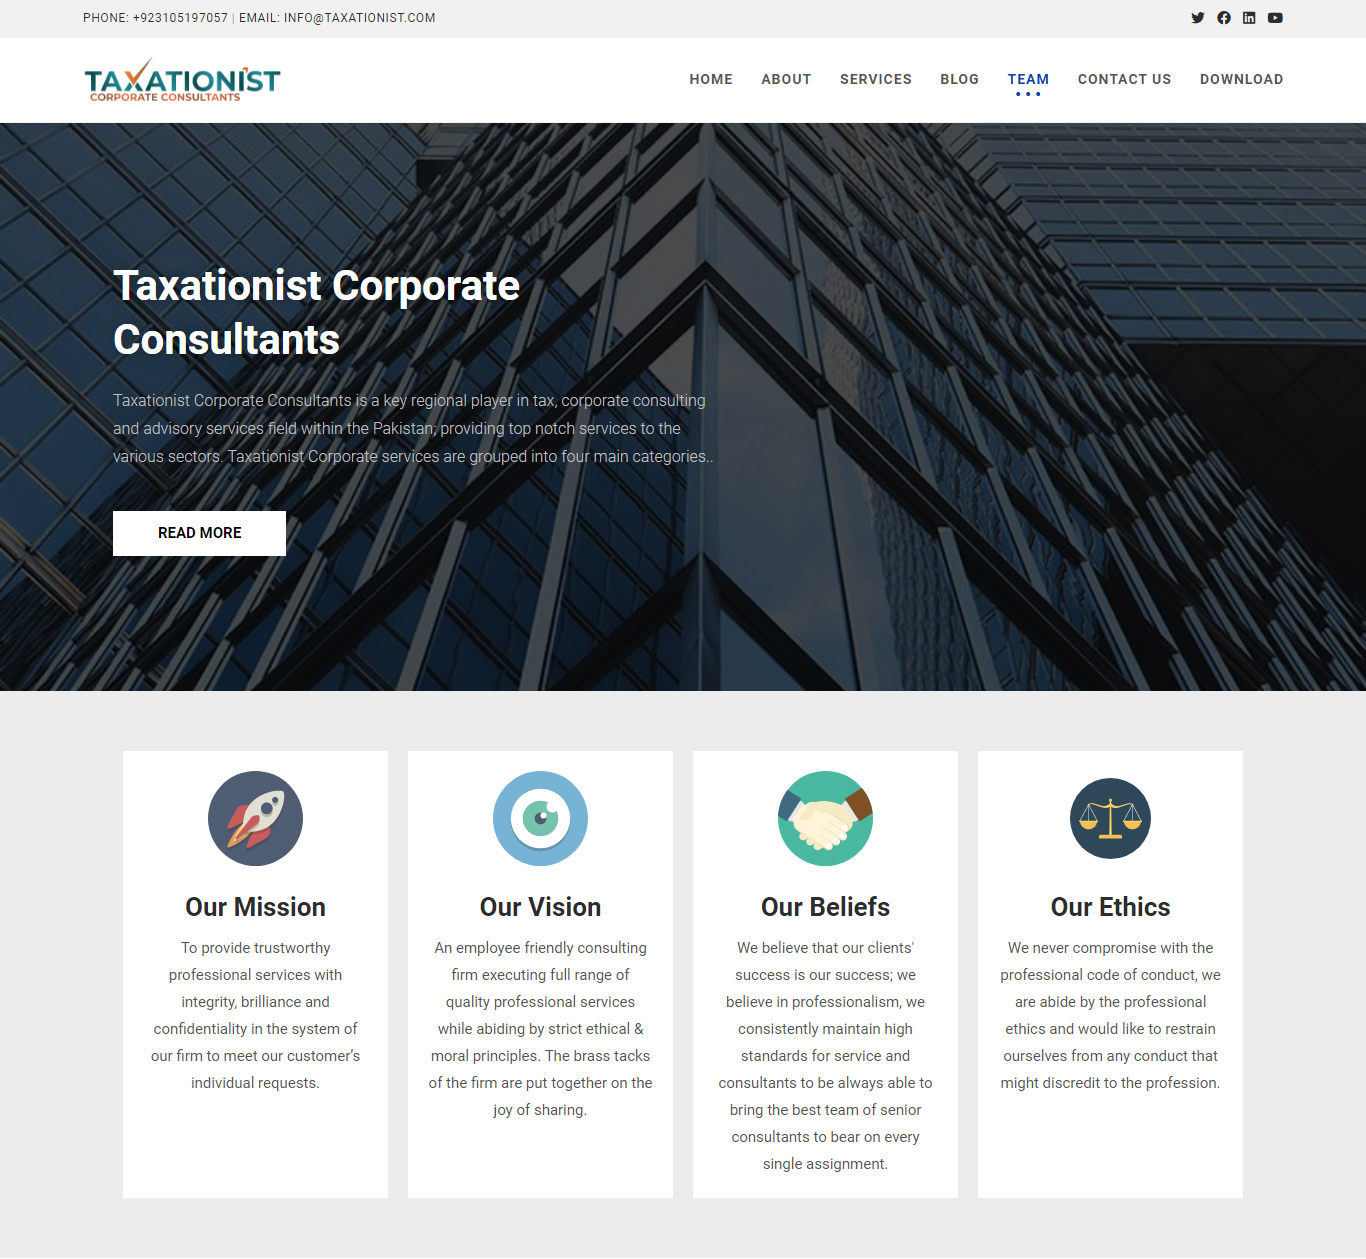 PHONE: +923105197057 | EMAIL: INFO@TAXATIONIST.COM
TAXATIONIST
CORPORATE CONSULTANTS
HOME ABOUT SERVICES BLOG TEAM CONTACT US DOWNLOAD
Taxationist Corporate
Consultants
Taxationist Corporate Consultants is a key regional player in tax, corporate consulting
and advisory services field within the Pakistan; providing top notch services to the
various sectors. Taxationist Corporate services are grouped into four main categories..
READ MORE
Our Mission
To provide trustworthy
professional services with
integrity, brilliance and
confidentiality in the system of
our firm to meet our customer’s
individual requests.
Our Vision
An employee friendly consulting
firm executing full range of
quality professional services
while abiding by strict ethical &
moral principles. The brass tacks
of the firm are put together on the
joy of sharing.
Our Beliefs
We believe that our clients'
success is our success; we
believe in professionalism, we
consistently maintain high
standards for service and
consultants to be always able to
bring the best team of senior
consultants to bear on every
single assignment.
Our Ethics
We never compromise with the
professional code of conduct, we
are abide by the professional
ethics and would like to restrain
ourselves from any conduct that
might discredit to the profession.